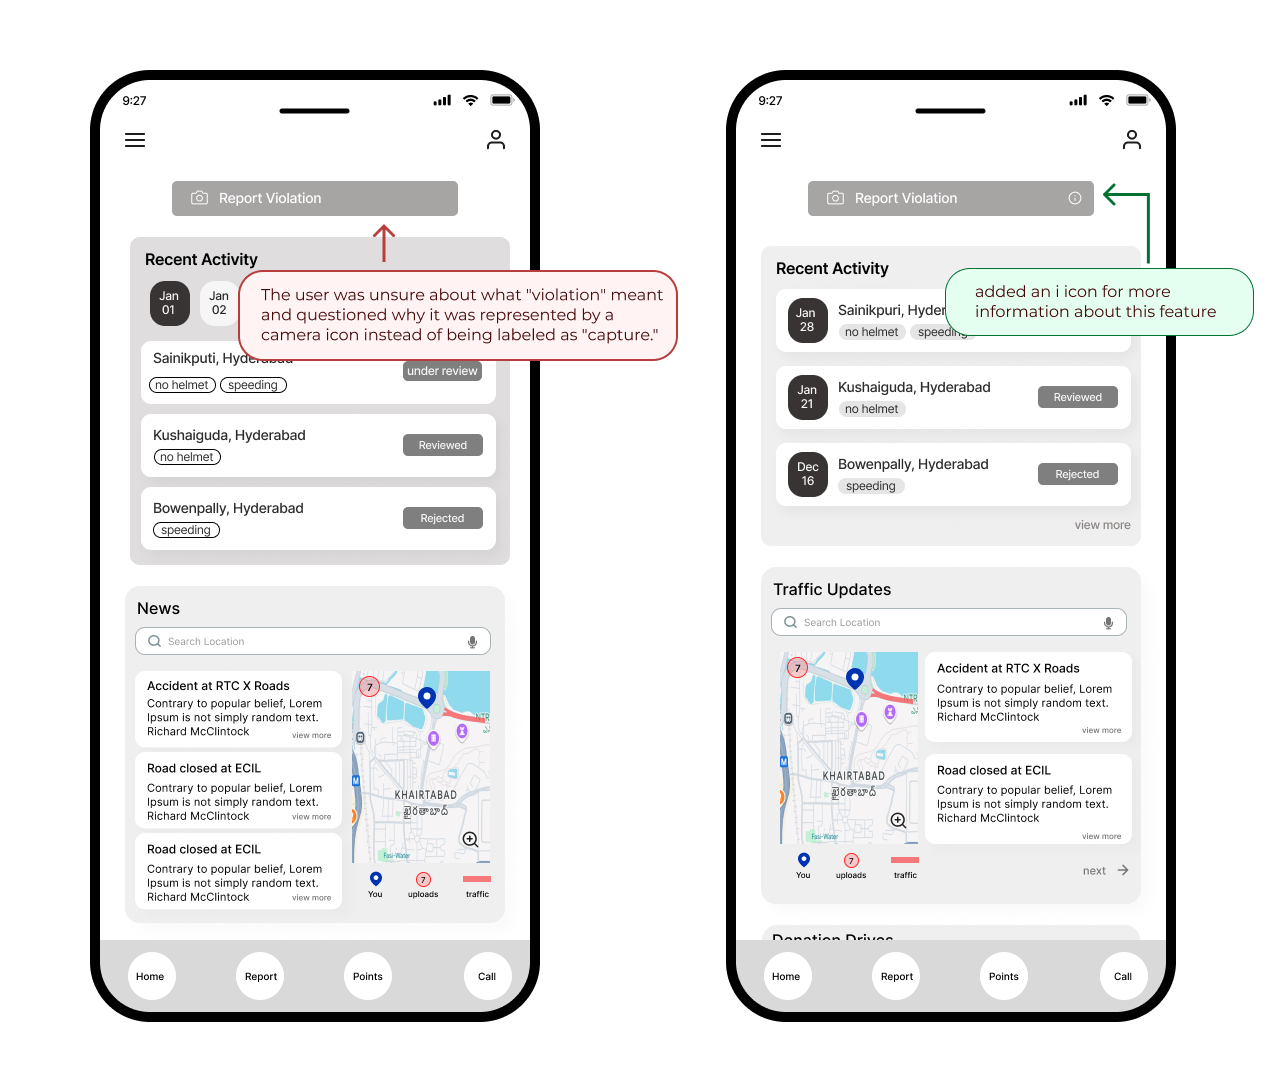 9:27
Report Violation
Recent Activity
Jan
01
Jan
02
The user was unsure about what "violation" meant
and questioned why it was represented by a
camera icon instead of being labeled as "capture."
Sainikputi, Hyderabad
no helmet
speeding
under review
Kushaiguda, Hyderabad
no helmet
Reviewed
Bowenpally, Hyderabad
speeding
Rejected
News
Search Location
Accident at RTC X Roads
Contrary to popular belief, Lorem
Ipsum is not simply random text.
Richard McClintock
view more
Road closed at ECIL
Contrary to popular belief, Lorem
Ipsum is not simply random text.
Richard McClintock
view more
Road closed at ECIL
Contrary to popular belief, Lorem
Ipsum is not simply random text.
Richard McClintock
view more
7
NTR
M
KHAIRTABAD
Fasi-Water
You
7
uploads
traffic
Home
Report
Points
Call
9:27
Report Violation
added an i icon for more
information about this feature
Recent Activity
Jan
28
Sainikpuri, Hyder
no helmet
speeding
Jan
21
Kushaiguda, Hyderabad
no helmet
Reviewed
Dec
16
Bowenpally, Hyderabad
speeding
Rejected
view more
Traffic Updates
Search Location
7
NTR
M
KHAIRTABAD
Fasi-Water
You
7
uploads
traffic
Accident at RTC X Roads
Contrary to popular belief, Lorem
Ipsum is not simply random text.
Richard McClintock
view more
Road closed at ECIL
Contrary to popular belief, Lorem
Ipsum is not simply random text.
Richard McClintock
view more
next
Donation Drives
Home
Report
Points
Call